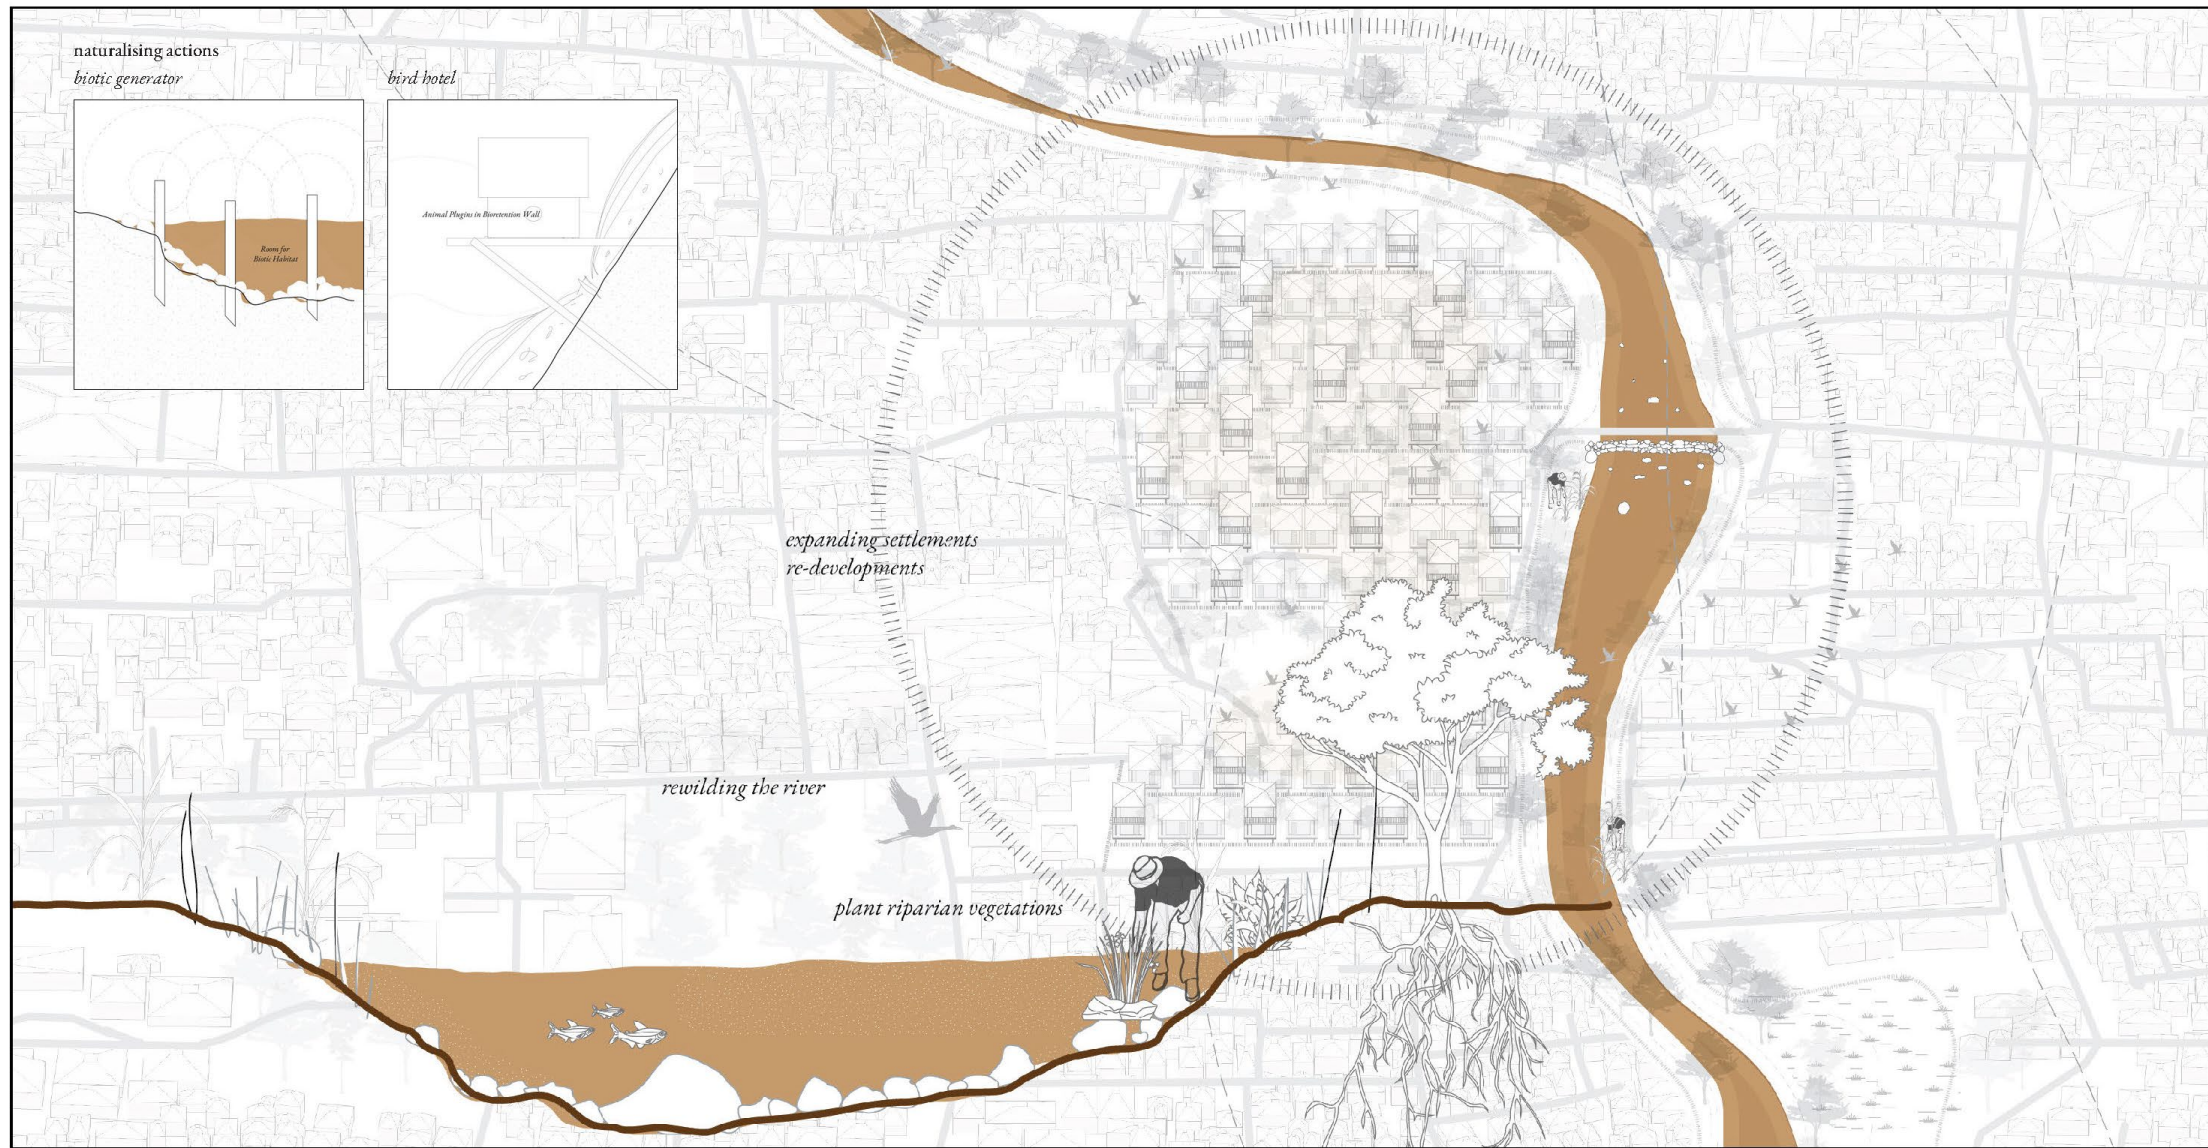 naturalising actions
biotic generator
bird hotel
Animal Plugins in Bioretention Wall
Room for
Biotic Habitat
expanding settlements
re-developments
rewilding the river
plant riparian vegetations